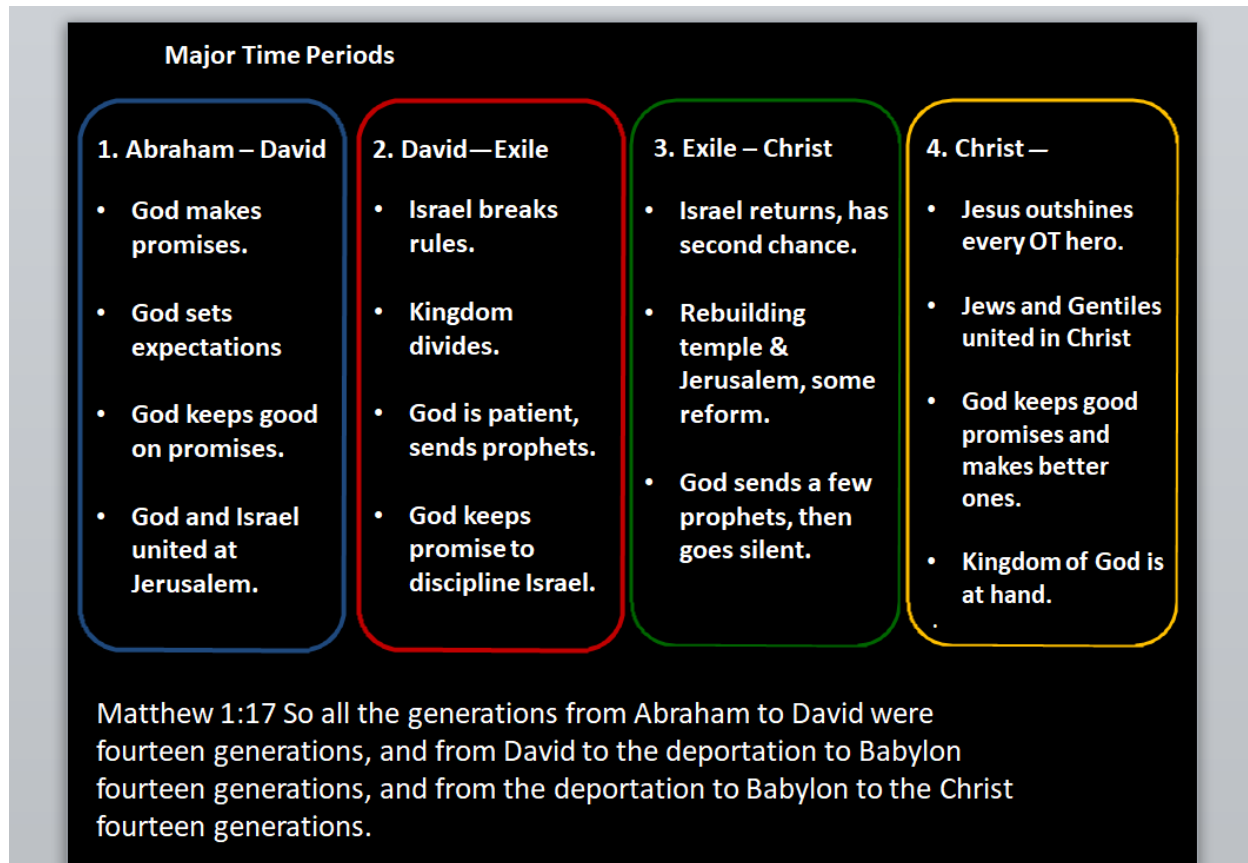 Major Time Periods
1. Abraham – David
• God makes
promises.
• God sets
expectations
• God keeps good
on promises.
• God and Israel
united at
Jerusalem.
2. David—Exile
• Israel breaks
rules.
• Kingdom
divides.
• God is patient,
sends prophets.
• God keeps
promise to
discipline Israel.
3. Exile – Christ
• Israel returns, has
second chance.
• Rebuilding
temple &
Jerusalem, some
reform.
• God sends a few
prophets, then
goes silent.
4. Christ —
• Jesus outshines
every OT hero.
• Jews and Gentiles
united in Christ
• God keeps good
promises and
makes better
ones.
• Kingdom of God is
at hand.
.
Matthew 1:17 So all the generations from Abraham to David were
fourteen generations, and from David to the deportation to Babylon
fourteen generations, and from the deportation to Babylon to the Christ
fourteen generations.